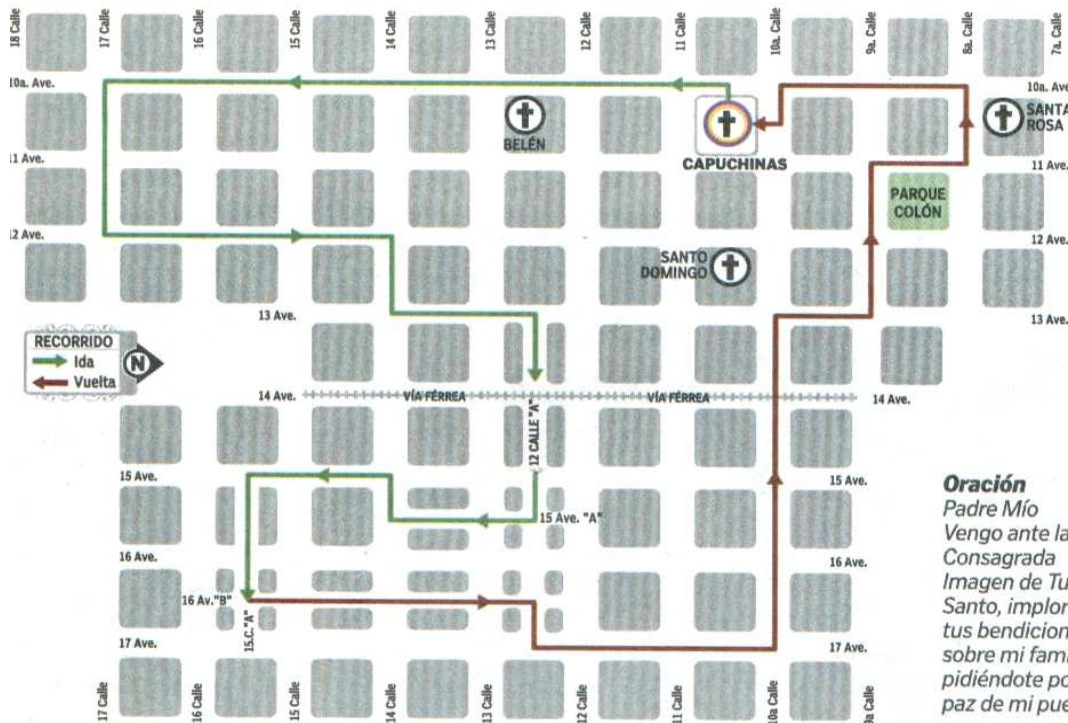 18 Calle
17 Calle
16 Calle
15 Calle
14 Calle
13 Calle
12 Calle
11 Calle
10a. Calle
9a. Calle
8a. Calle
7a. Calle
10a. Ave.
10a. Ave
BELÉN
CAPUCHINAS
SANTA
ROSA
11 Ave.
11 Ave.
PARQUE
COLÓN
12 Ave.
12 Ave.
SANTO
DOMINGO
13 Ave.
13 Ave.
RECORRIDO
Ida
Vuelta
N
14 Ave.
VÍA FÉRREA
VÍA FÉRREA
14 Ave.
12 CALLE "A"
15 Ave.
15 Ave.
15 Ave. "A"
16 Ave.
16 Ave.
16 Av."B"
15.C. "A"
17 Ave.
17 Ave.
17 Calle
16 Calle
15 Calle
14 Calle
13 Calle
12 Calle
11 Calle
10a Calle
9a Calle
Oración
Padre Mío
Vengo ante la
Consagrada
Imagen de Tu
Santo, implor
tus bendicion
sobre mi fam
pidiéndote po
paz de mi pue